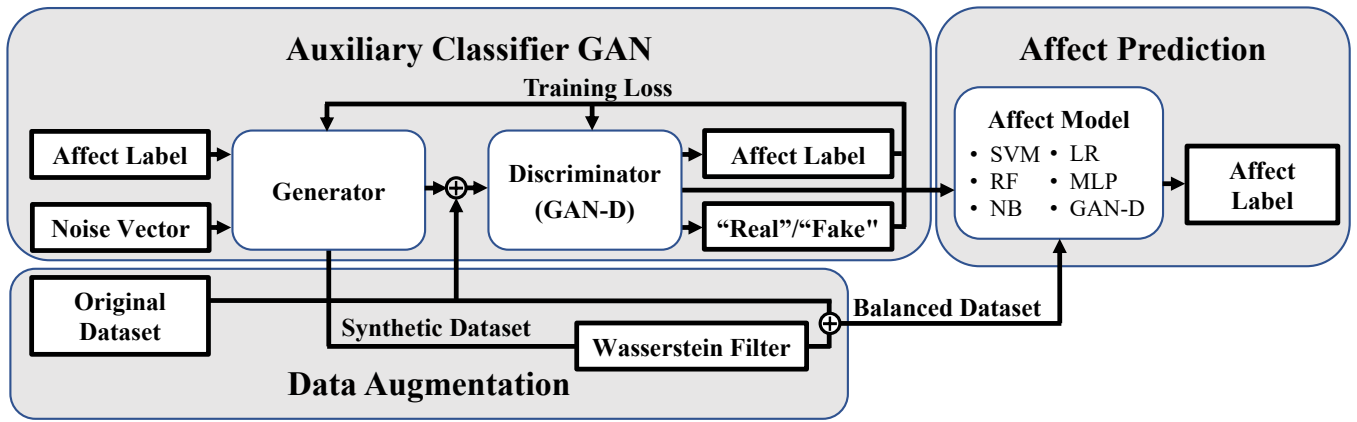 Auxiliary Classifier GAN
Training Loss
Affect Label
Noise Vector
Generator
Discriminator
(GAN-D)
Affect Label
“Real”/“Fake"
Original
Dataset
Synthetic Dataset
Wasserstein Filter
Data Augmentation
Balanced Dataset
Affect Prediction
Affect Model
• SVM • LR
• RF • MLP
• NB • GAN-D
Affect
Label